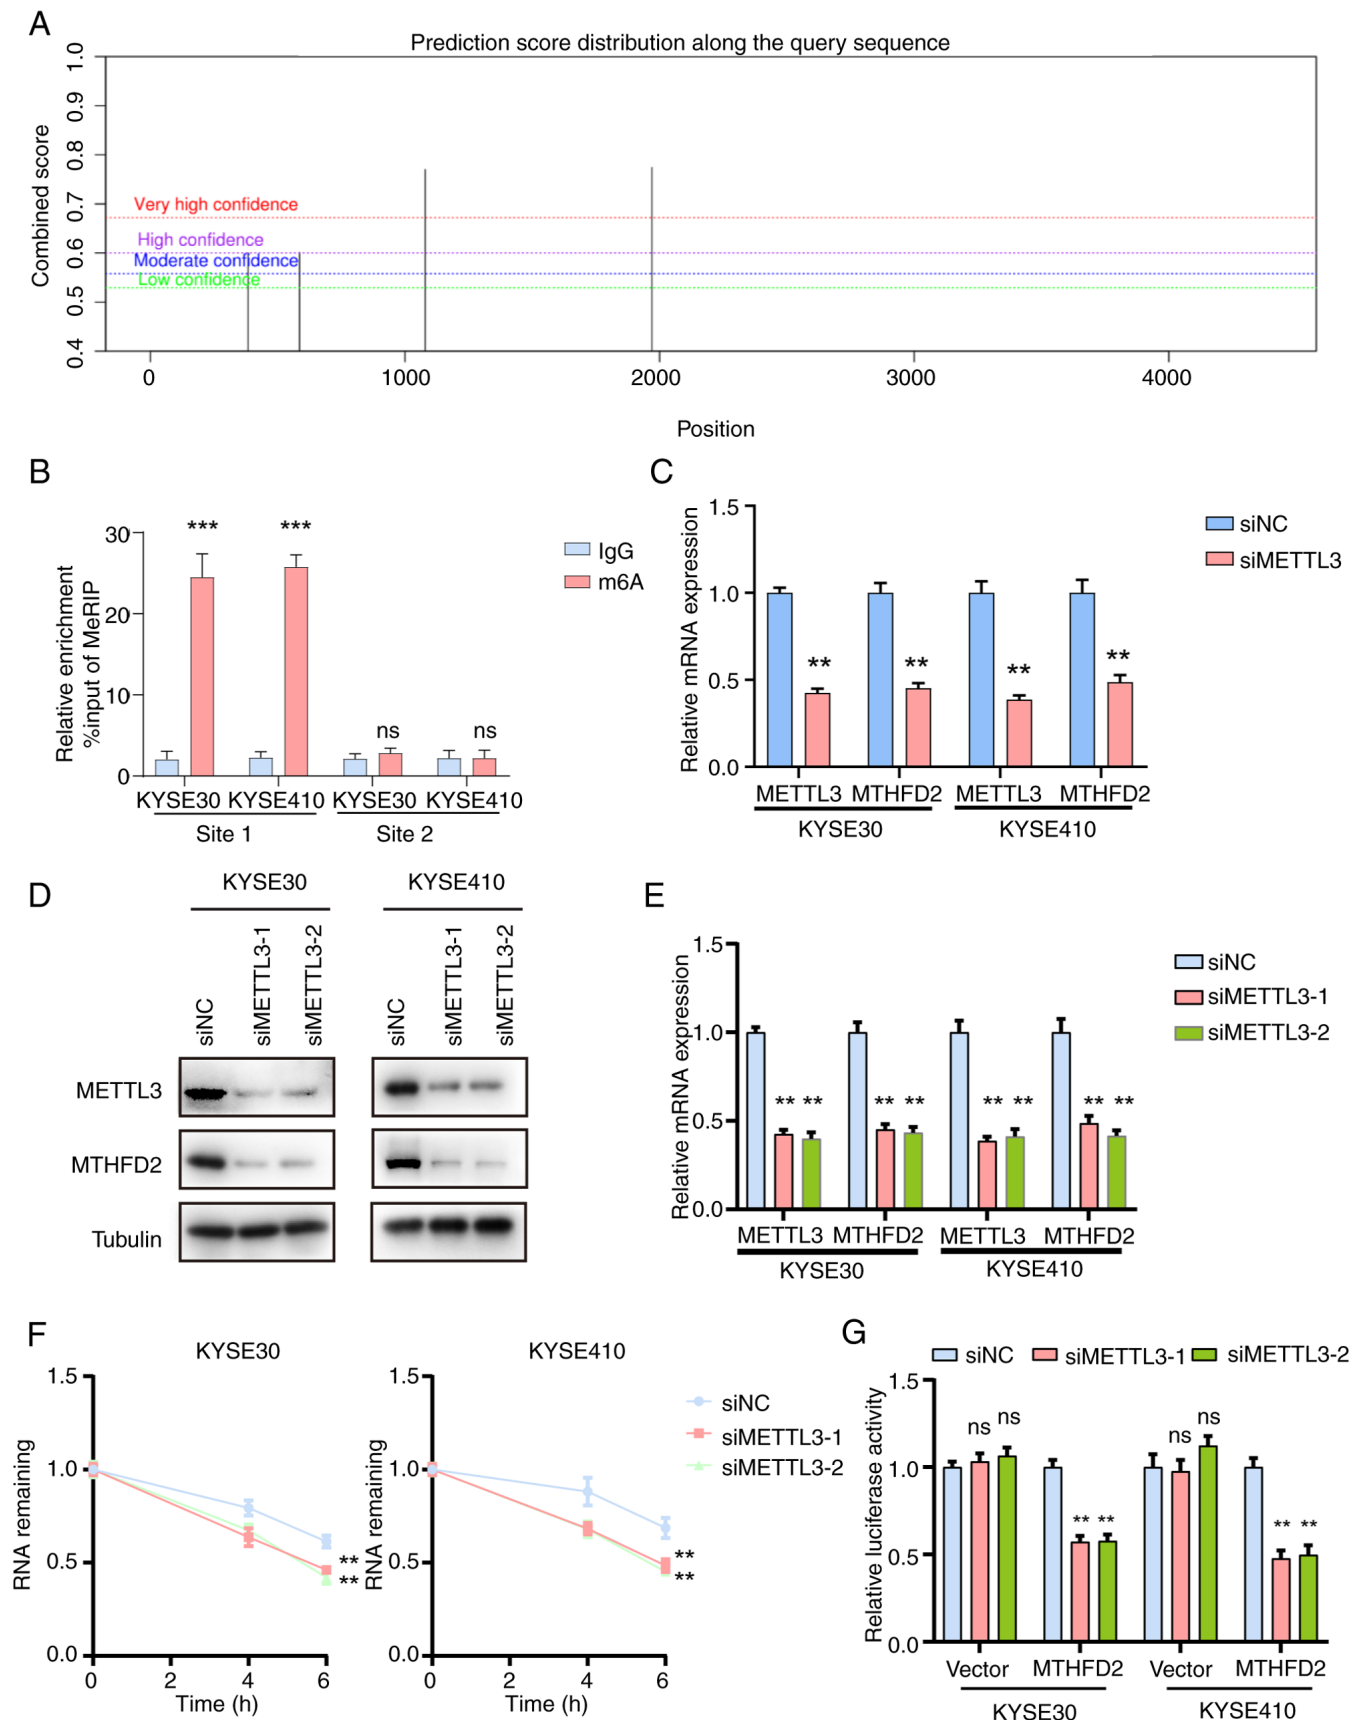 A
Prediction score distribution along the query sequence
Combined score
1.0
0.9
0.8
0.7
0.6
0.5
0.4
Very high confidence
High confidence
Moderate confidence
Low confidence
0 1000 2000 3000 4000
Position
B
Relative enrichment
%input of MeRIP
30
20
10
0
*** ***
ns ns
IgG
m6A
KYSE30 KYSE410 KYSE30 KYSE410
Site 1 Site 2
C
Relative mRNA expression
1.5
1.0
0.5
0.0
** ** ** **
siNC
siMETTL3
METTL3 MTHFD2 METTL3 MTHFD2
KYSE30 KYSE410
D
KYSE30 KYSE410
siNC siMETTL3-1 siMETTL3-2 siNC siMETTL3-1 siMETTL3-2
METTL3
MTHFD2
Tubulin
E
Relative mRNA expression
1.5
1.0
0.5
0.0
** ** ** ** ** ** ** **
siNC
siMETTL3-1
siMETTL3-2
METTL3 MTHFD2 METTL3 MTHFD2
KYSE30 KYSE410
F
KYSE30
RNA remaining
1.5
1.0
0.5
0.0
**
**
0 2 4 6
Time (h)
KYSE410
RNA remaining
1.5
1.0
0.5
0.0
**
**
0 2 4 6
Time (h)
siNC
siMETTL3-1
siMETTL3-2
G
siNC siMETTL3-1 siMETTL3-2
Relative luciferase activity
1.5
1.0
0.5
0.0
ns ns ** ** ns ns ** **
Vector MTHFD2 Vector MTHFD2
KYSE30 KYSE410